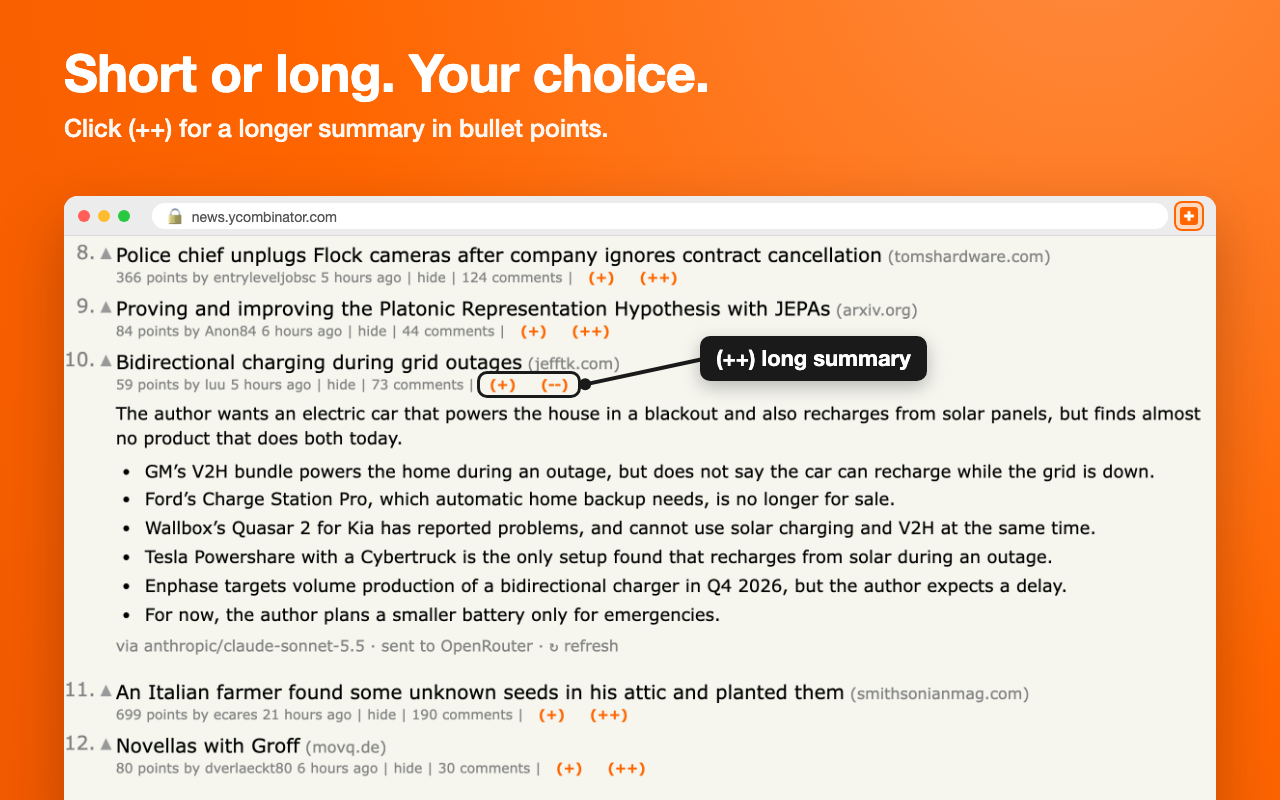 Short or long. Your choice.
Click (++) for a longer summary in bullet points.
news.ycombinator.com
8. ▲ Police chief unplugs Flock cameras after company ignores contract cancellation (tomshardware.com)
366 points by entryleveljobsc 5 hours ago | hide | 124 comments | (+) (++)
9. ▲ Proving and improving the Platonic Representation Hypothesis with JEPAs (arxiv.org)
84 points by Anon84 6 hours ago | hide | 44 comments | (+) (++)
10. ▲ Bidirectional charging during grid outages (jefftk.com)
(++) long summary
59 points by luu 5 hours ago | hide | 73 comments | (+) (--)
The author wants an electric car that powers the house in a blackout and also recharges from solar panels, but finds almost
no product that does both today.
• GM’s V2H bundle powers the home during an outage, but does not say the car can recharge while the grid is down.
• Ford’s Charge Station Pro, which automatic home backup needs, is no longer for sale.
• Wallbox’s Quasar 2 for Kia has reported problems, and cannot use solar charging and V2H at the same time.
• Tesla Powershare with a Cybertruck is the only setup found that recharges from solar during an outage.
• Enphase targets volume production of a bidirectional charger in Q4 2026, but the author expects a delay.
• For now, the author plans a smaller battery only for emergencies.
via anthropic/claude-sonnet-5.5 · sent to OpenRouter · ↻ refresh
11. ▲ An Italian farmer found some unknown seeds in his attic and planted them (smithsonianmag.com)
699 points by ecares 21 hours ago | hide | 190 comments | (+) (++)
12. ▲ Novellas with Groff (movq.de)
80 points by dverlaeckt80 6 hours ago | hide | 30 comments | (+) (++)